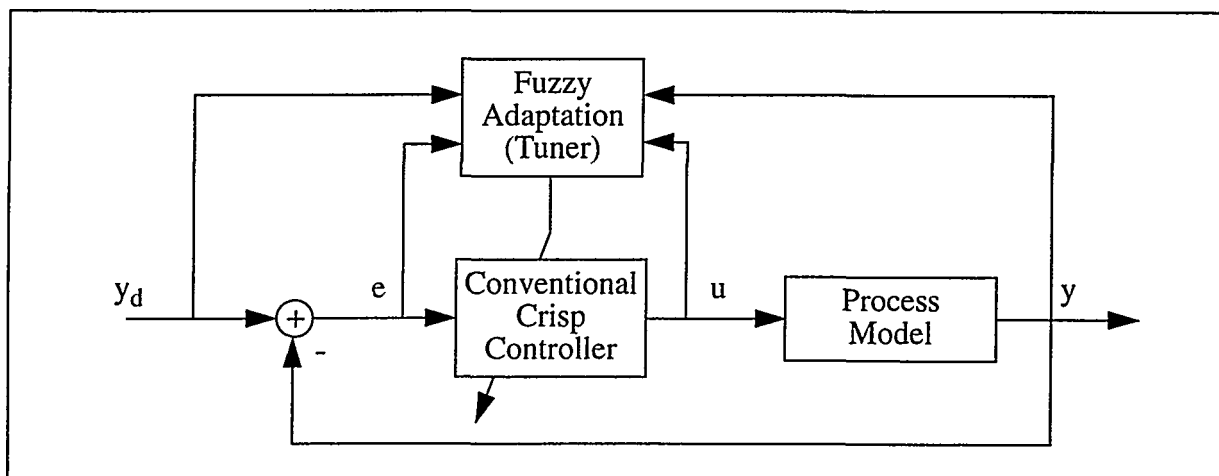 Fuzzy
Adaptation
(Tuner)
y_d
+
-
e
Conventional
Crisp
Controller
u
Process
Model
y